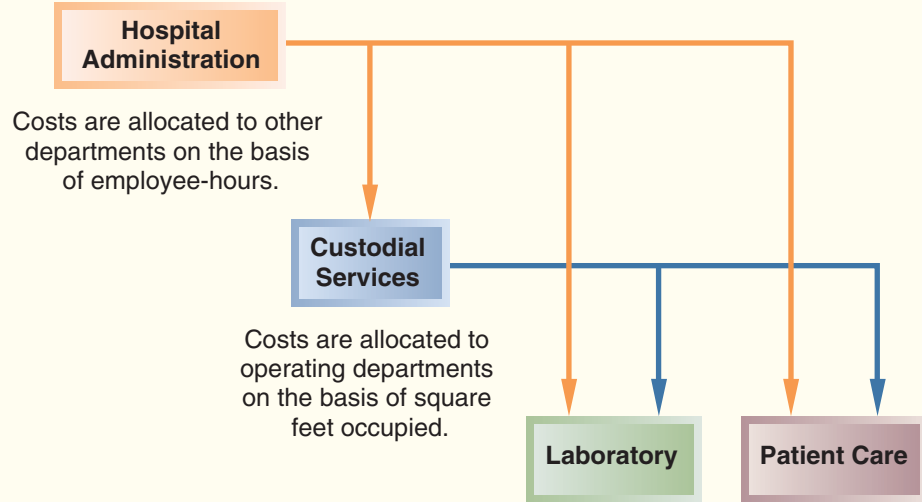 Hospital
Administration
Costs are allocated to other
departments on the basis
of employee-hours.
Custodial
Services
Costs are allocated to
operating departments
on the basis of square
feet occupied.
Laboratory
Patient Care